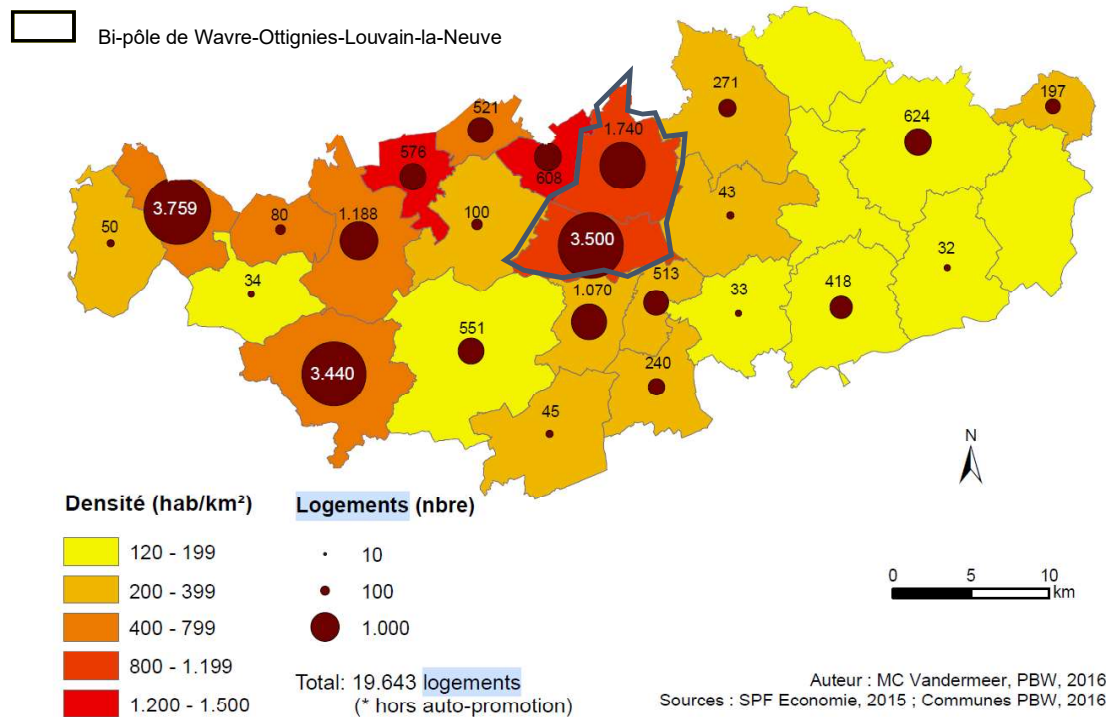 Bi-pôle de Wavre-Ottignies-Louvain-la-Neuve
271
197
521
624
1.740
576
608
43
3.759
80
100
50
1.188
3.500
32
34
513
418
1.070
33
551
240
3.440
45
N
Densité (hab/km²)
120 - 199
200 - 399
400 - 799
800 - 1.199
1.200 - 1.500
Logements (nbre)
10
100
1.000
Total: 19.643 logements
(* hors auto-promotion)
0 5 10
km
Auteur : MC Vandermeer, PBW, 2016
Sources : SPF Economie, 2015 ; Communes PBW, 2016